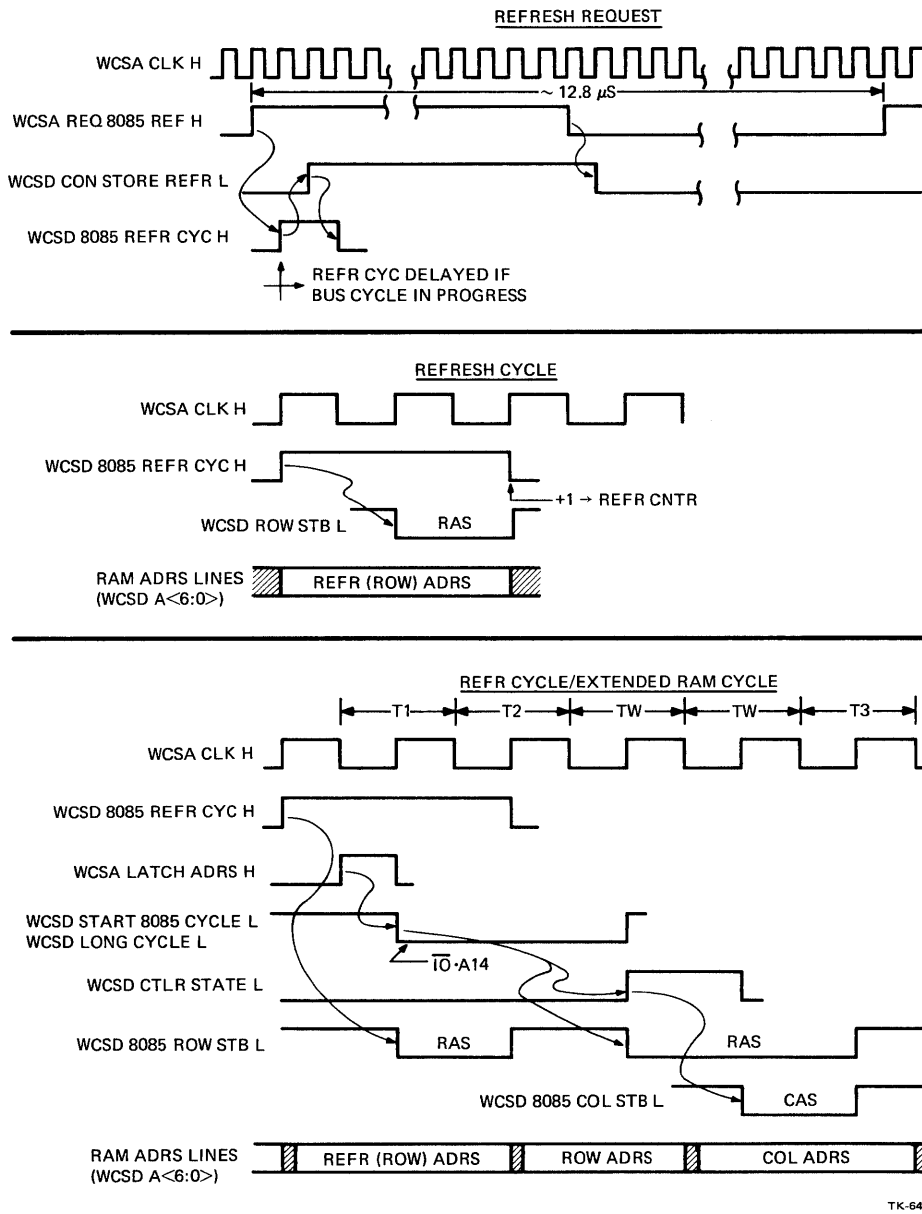 REFRESH REQUEST
WCSA CLK H
~ 12.8 μS
WCSA REQ 8085 REF H
WCSD CON STORE REFR L
WCSD 8085 REFR CYC H
REFR CYC DELAYED IF
BUS CYCLE IN PROGRESS
REFRESH CYCLE
WCSA CLK H
WCSD 8085 REFR CYC H
+1 → REFR CNTR
WCSD ROW STB L
RAS
RAM ADRS LINES
(WCSD A<6:0>)
REFR (ROW) ADRS
REFR CYCLE/EXTENDED RAM CYCLE
T1 T2 TW TW T3
WCSA CLK H
WCSD 8085 REFR CYC H
WCSA LATCH ADRS H
WCSD START 8085 CYCLE L
WCSD LONG CYCLE L
I̅O̅·A14
WCSD CTLR STATE L
WCSD 8085 ROW STB L
RAS RAS
WCSD 8085 COL STB L
CAS
RAM ADRS LINES
(WCSD A<6:0>)
REFR (ROW) ADRS ROW ADRS COL ADRS
TK-64